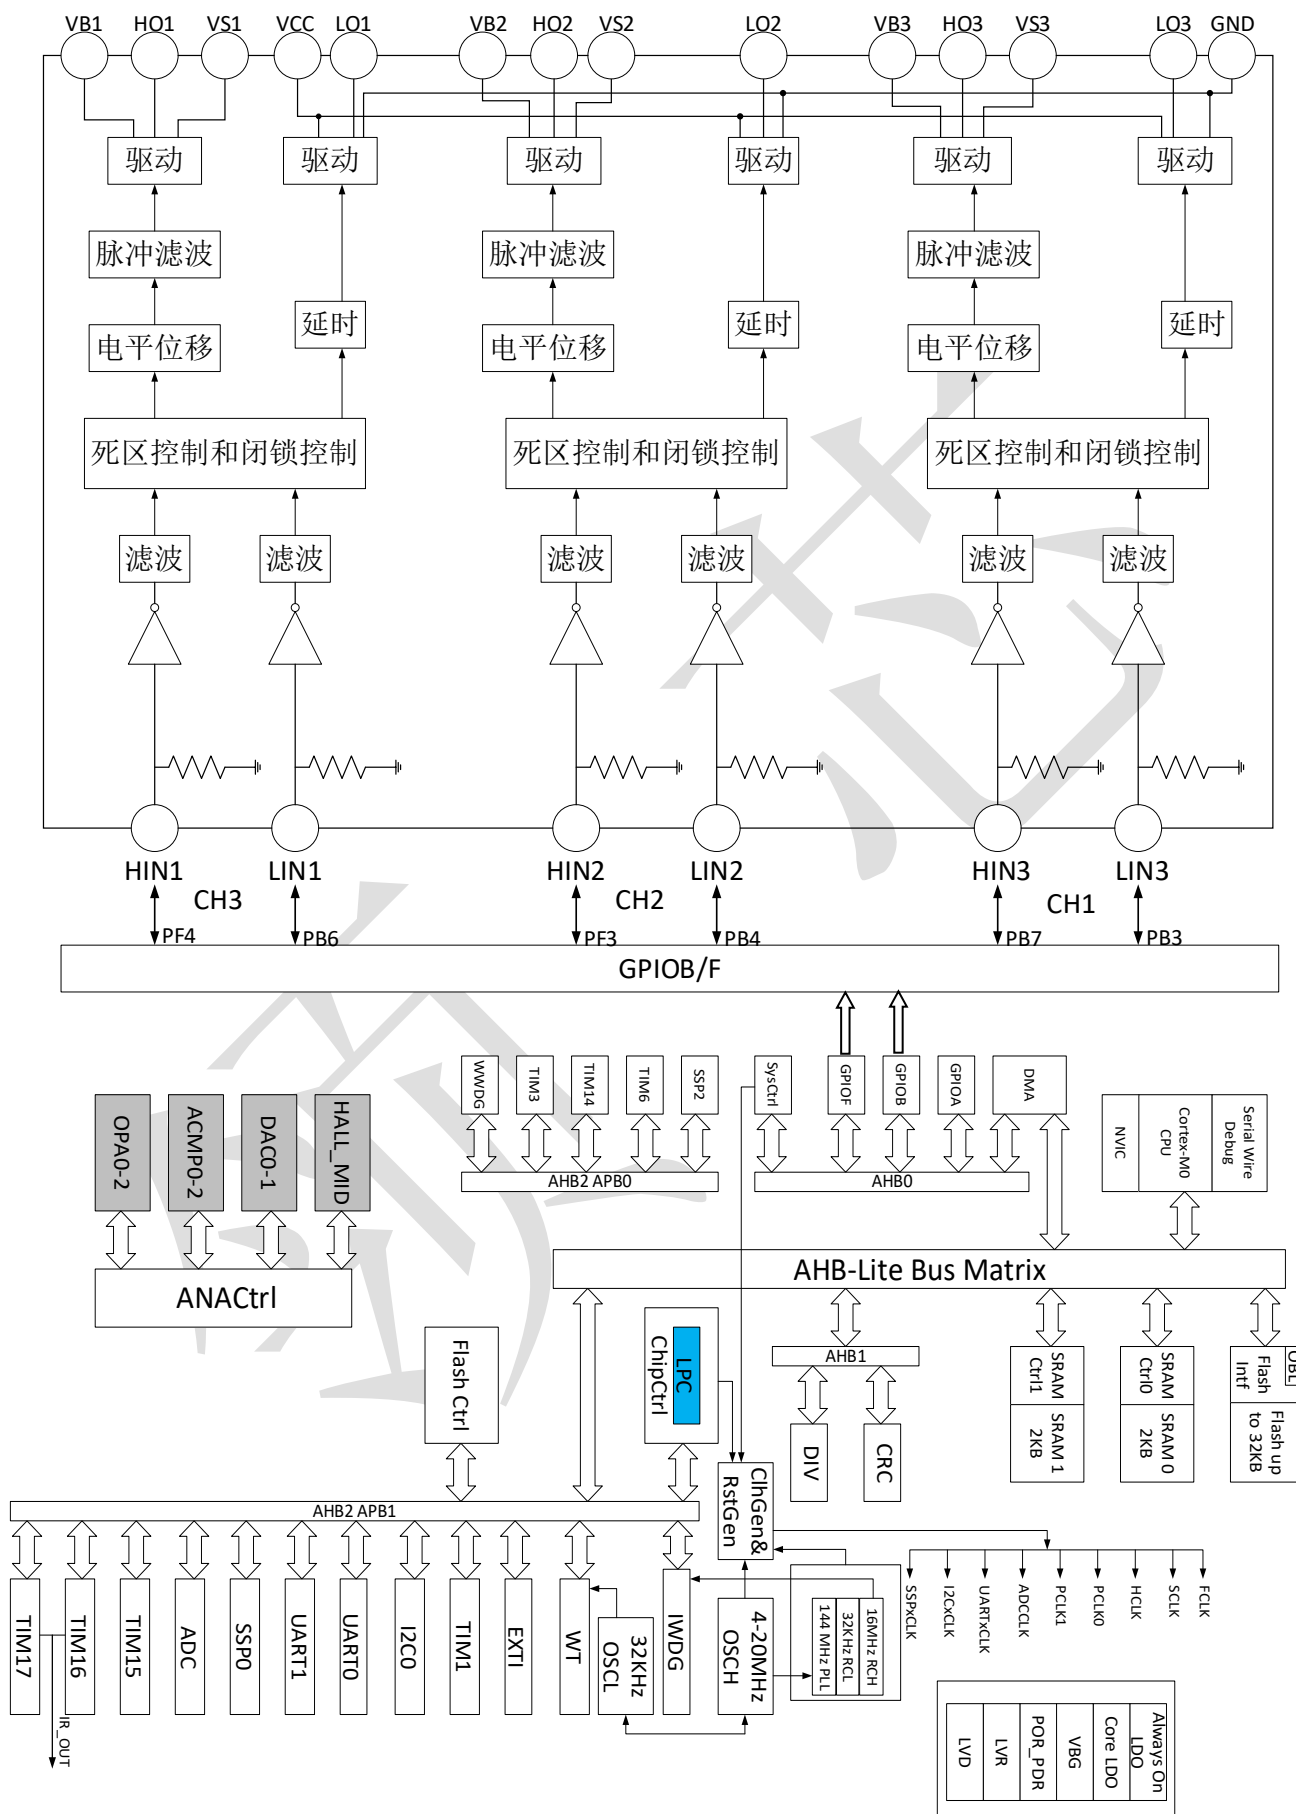 VB1 HO1 VS1 VCC LO1 VB2 HO2 VS2 LO2 VB3 HO3 VS3 LO3 GND
驱动 驱动 驱动 驱动 驱动 驱动
脉冲滤波 脉冲滤波 脉冲滤波
延时 延时 延时
电平位移 电平位移 电平位移
死区控制和闭锁控制 死区控制和闭锁控制 死区控制和闭锁控制
滤波 滤波 滤波 滤波 滤波 滤波
HIN1 LIN1 HIN2 LIN2 HIN3 LIN3
CH3 CH2 CH1
PF4 PB6 PF3 PB4 PB7 PB3
GPIOB/F
WWDG TIM3 TIM14 TIM6 SSP2 SysCtrl GPIOF GPIOB GPIOA DMA
NVIC
Cortex-M0
CPU
Serial Wire
Debug
OPA0-2 ACMP0-2 DAC0-1 HALL_MID
AHB2 APB0 AHB0
AHB-Lite Bus Matrix
ANACtrl
Flash Ctrl
LPC
ChipCtrl
AHB1
SRAM
Ctrl1
SRAM 1
2KB
SRAM
Ctrl0
SRAM 0
2KB
OBL
Flash
Intf
Flash up
to 32KB
DIV CRC
ClhGen&
RstGen
AHB2 APB1
TIM17 TIM16 TIM15 ADC SSP0 UART1 UART0 I2C0 TIM1 EXTI WT
32KHz
OSCL
IWDG
4-20MHz
OSCH
144 MHz PLL
32KHz RCL
16MHz RCH
SSPxCLK I2CxCLK UARTxCLK ADCCLK PCLK1 PCLK0 HCLK SCLK FCLK
IR_OUT
LVD
LVR
POR_PDR
VBG
Core LDO
Always On
LDO
领芯